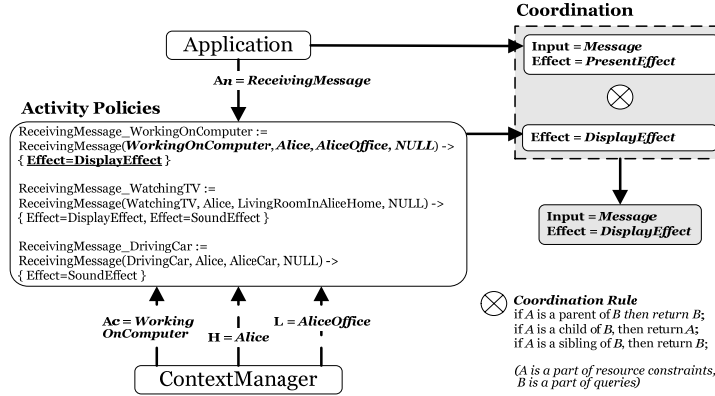 Coordination
Application
Input = Message
Effect = PresentEffect
An = ReceivingMessage
Activity Policies
ReceivingMessage_WorkingOnComputer :=
ReceivingMessage(WorkingOnComputer, Alice, AliceOffice, NULL) ->
{ Effect=DisplayEffect }
Effect = DisplayEffect
ReceivingMessage_WatchingTV :=
ReceivingMessage(WatchingTV, Alice, LivingRoomInAliceHome, NULL) ->
{ Effect=DisplayEffect, Effect=SoundEffect }
Input = Message
Effect = DisplayEffect
ReceivingMessage_DrivingCar :=
ReceivingMessage(DrivingCar, Alice, AliceCar, NULL) ->
{ Effect=SoundEffect }
Ac = Working
OnComputer
H = Alice
L = AliceOffice
ContextManager
Coordination Rule
if A is a parent of B then return B;
if A is a child of B, then return A;
if A is a sibling of B, then return B;
(A is a part of resource constraints,
B is a part of queries)